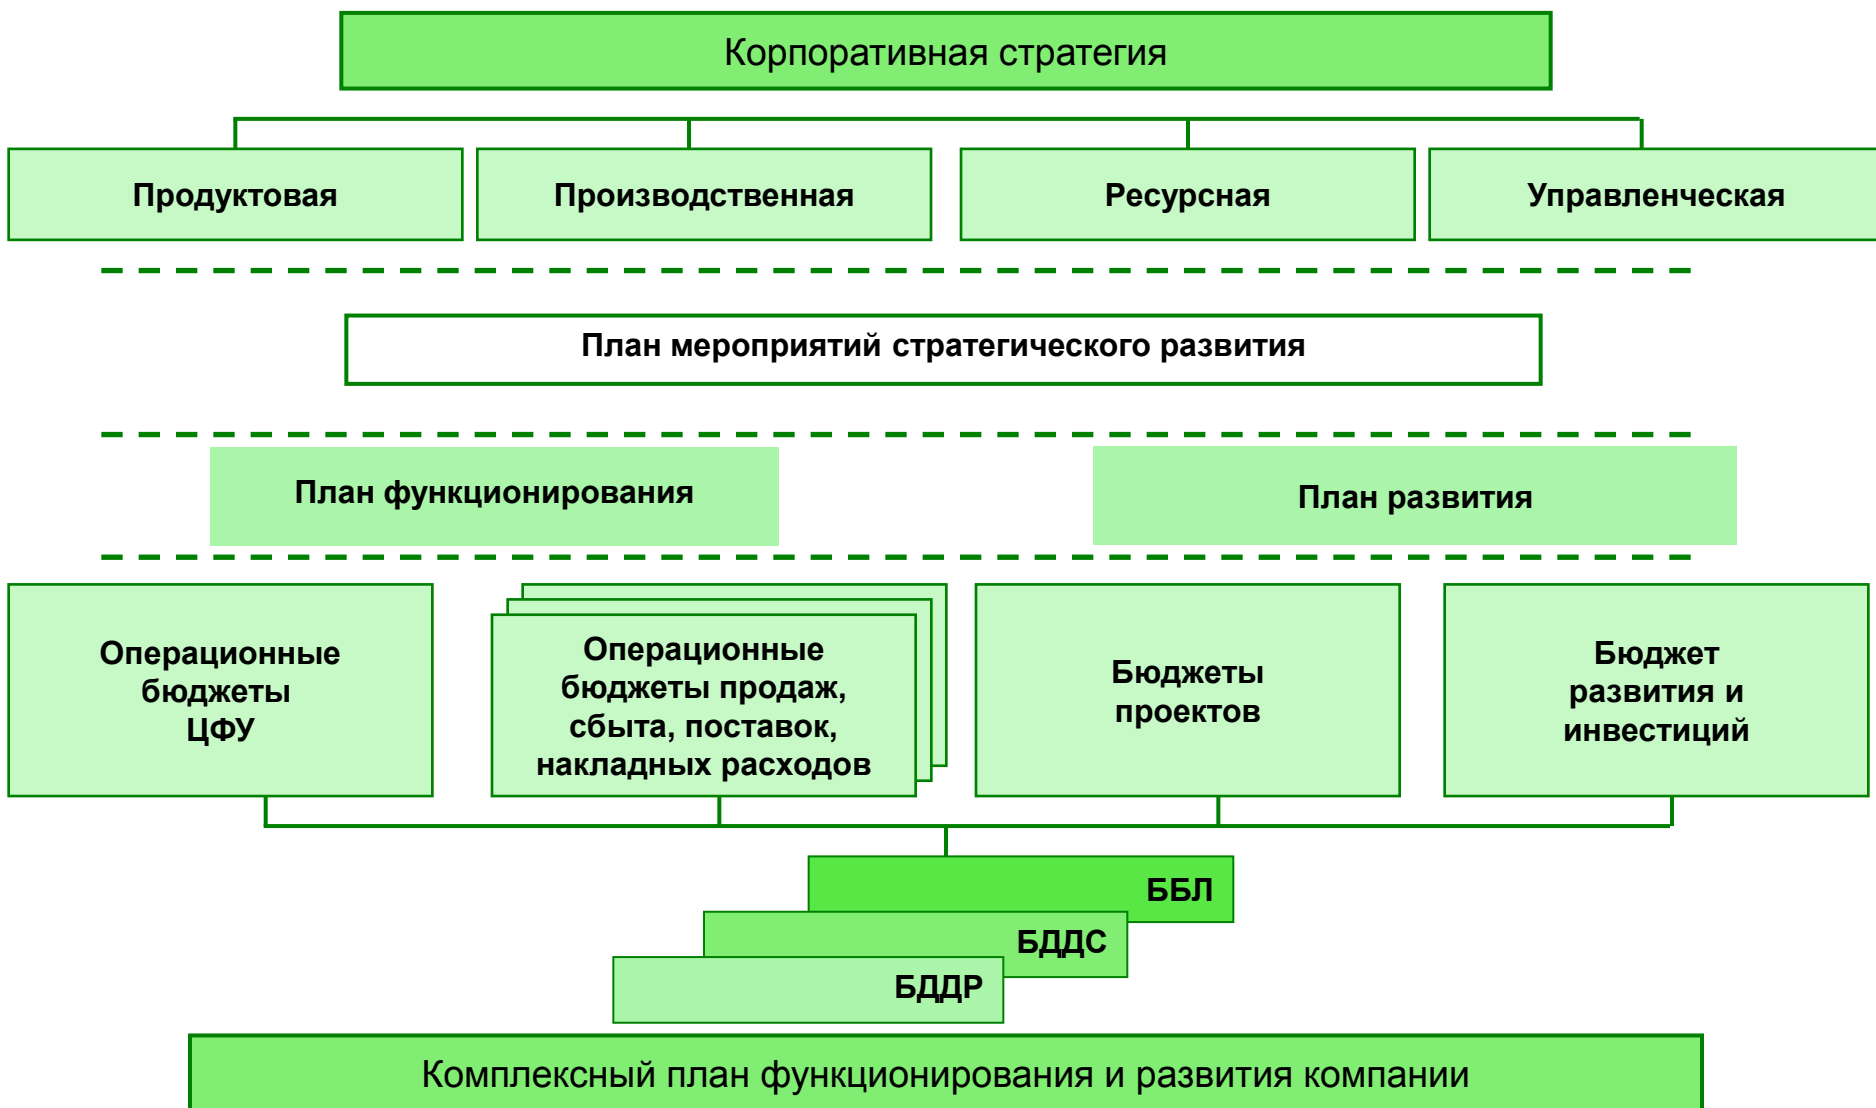 Корпоративная стратегия
Продуктовая
Производственная
Ресурсная
Управленческая
План мероприятий стратегического развития
План функционирования
План развития
Операционные
бюджеты
ЦФУ
Операционные
бюджеты продаж,
сбыта, поставок,
накладных расходов
Бюджеты
проектов
Бюджет
развития и
инвестиций
ББЛ
БДДС
БДДР
Комплексный план функционирования и развития компании